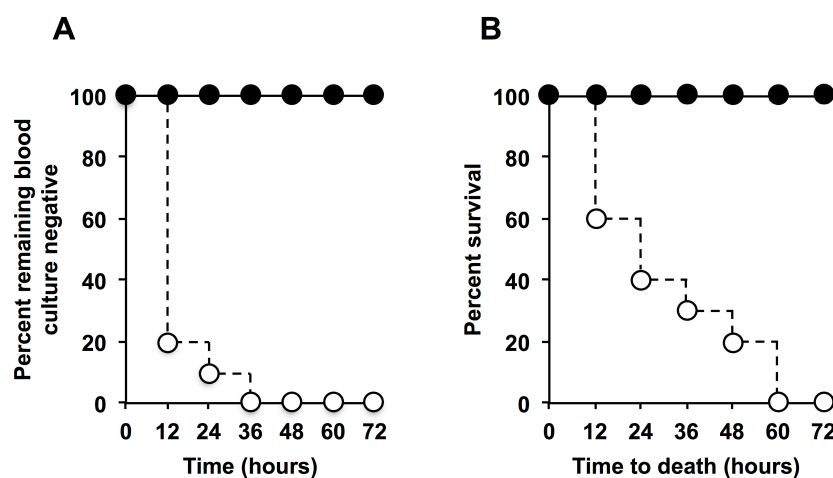 A
B
Percent remaining blood
culture negative
100
80
60
40
20
0
0 12 24 36 48 60 72
Time (hours)
Percent survival
100
80
60
40
20
0
0 12 24 36 48 60 72
Time to death (hours)